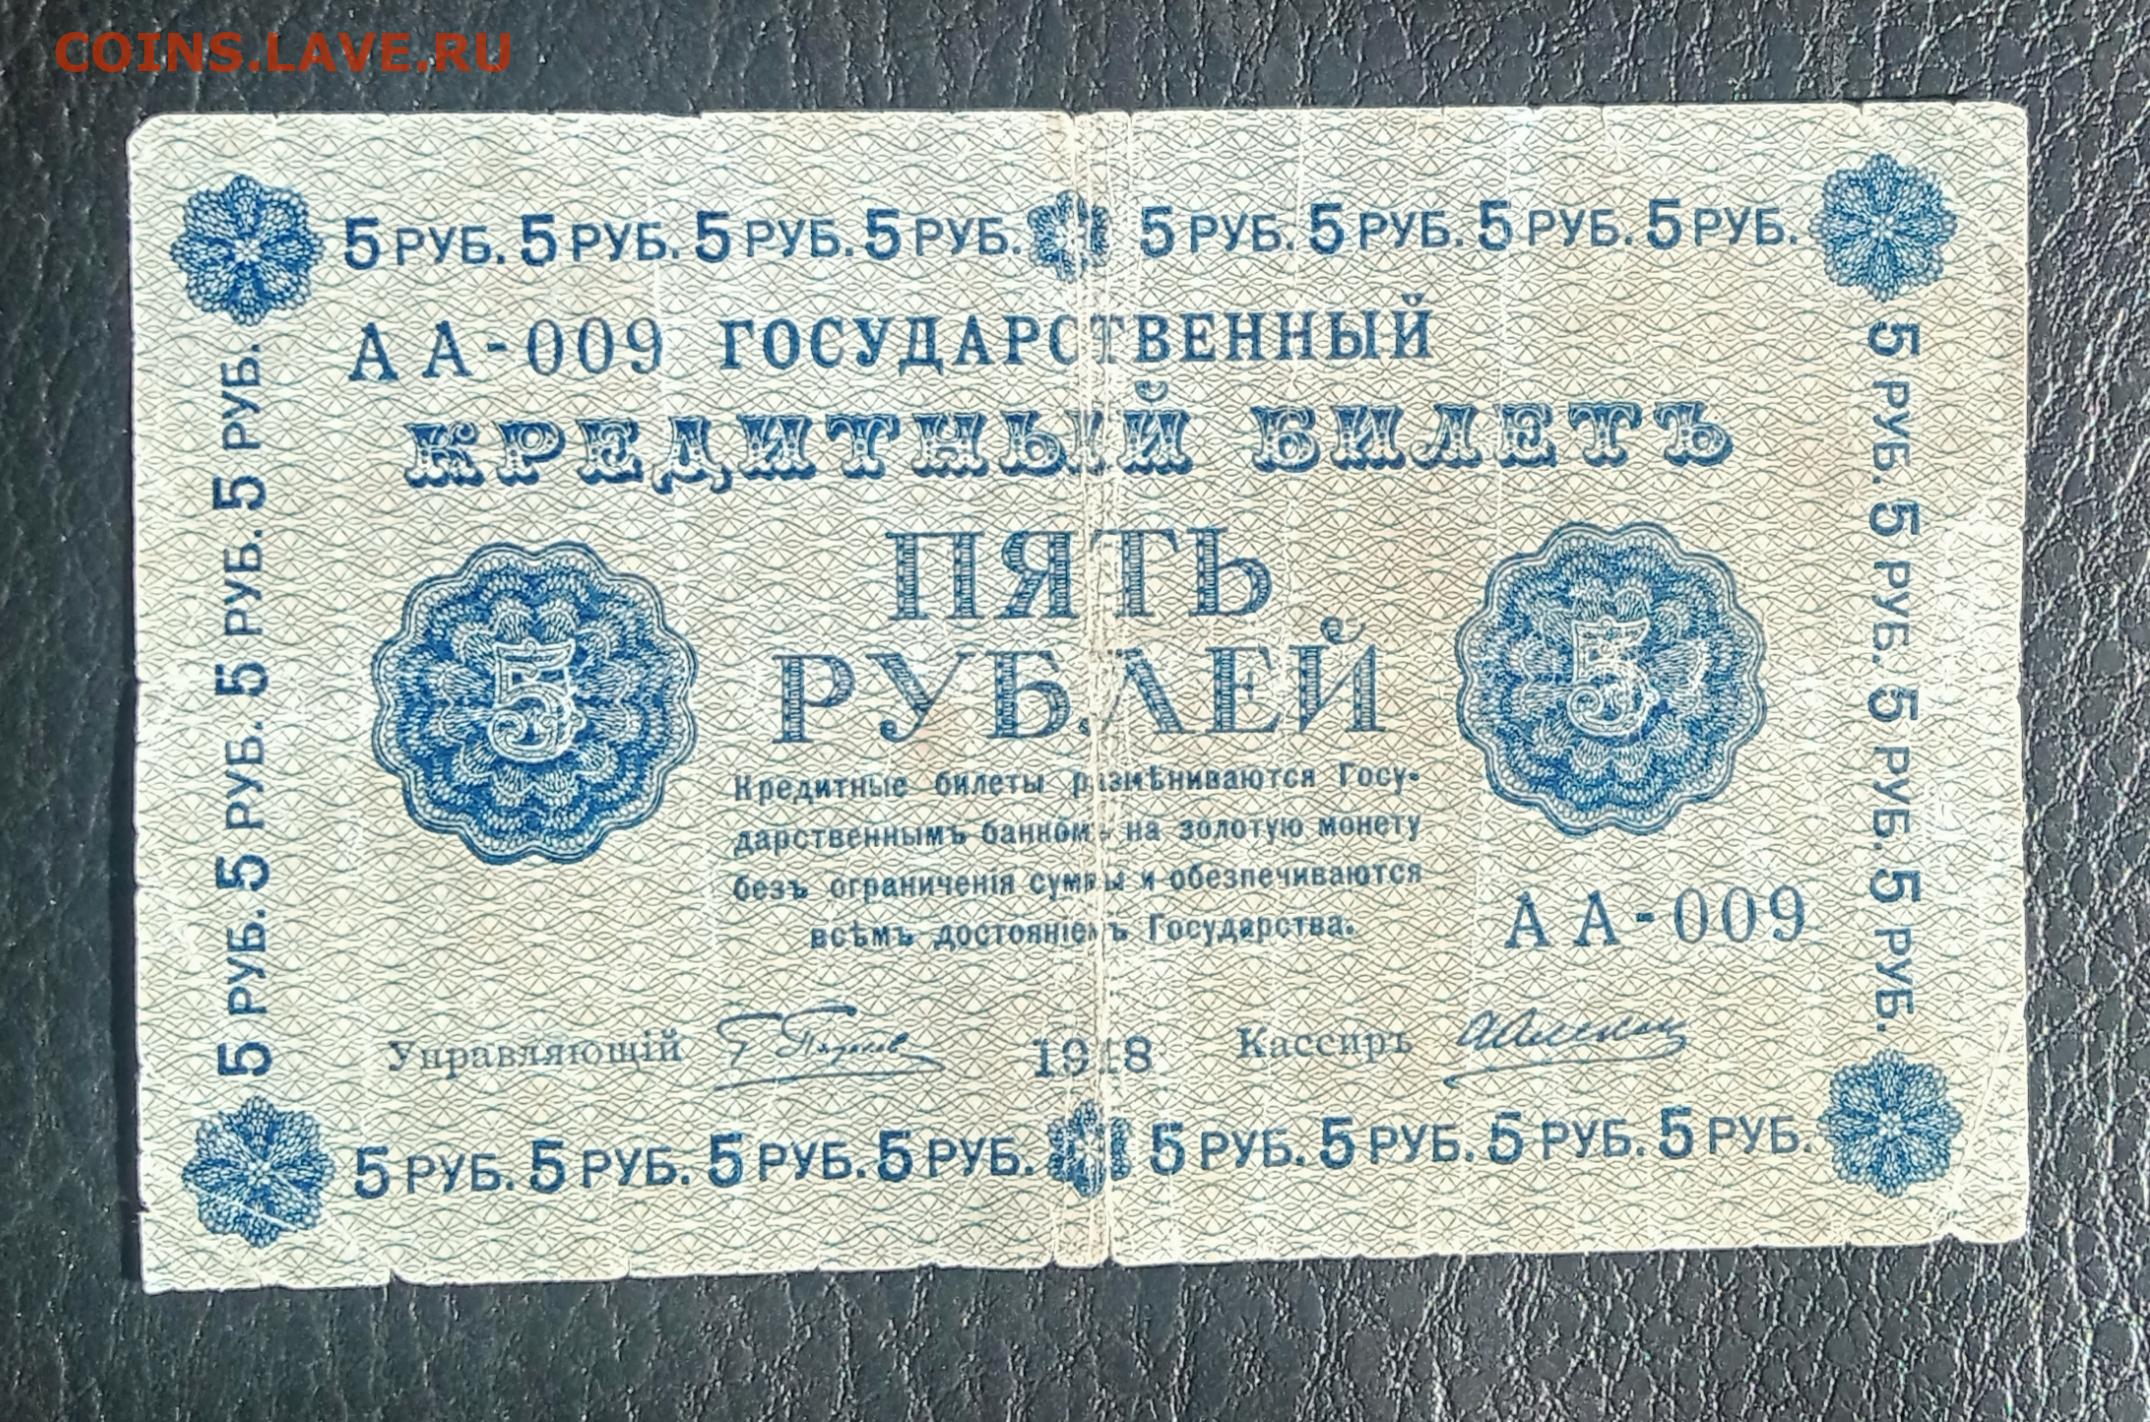 COINS.LAVE.RU
5 РУБ. 5 РУБ. 5 РУБ. 5 РУБ. 5 РУБ. 5 РУБ. 5 РУБ. 5 РУБ.
АА-009 ГОСУДАРСТВЕННЫЙ
КРЕДИТНЫЙ БИЛЕТЪ
ПЯТЬ
РУБЛЕЙ
5
5
Кредитные билеты размѣниваются Госу-
дарственнымъ банкомъ на золотую монету
безъ ограниченія суммы и обезпечиваются
всѣмъ достояніемъ Государства.
АА-009
Управляющій 1918 Кассиръ
5 РУБ. 5 РУБ. 5 РУБ. 5 РУБ. 5 РУБ. 5 РУБ. 5 РУБ. 5 РУБ.
5 РУБ. 5 РУБ. 5 РУБ. 5 РУБ.
5 РУБ. 5 РУБ. 5 РУБ. 5 РУБ.